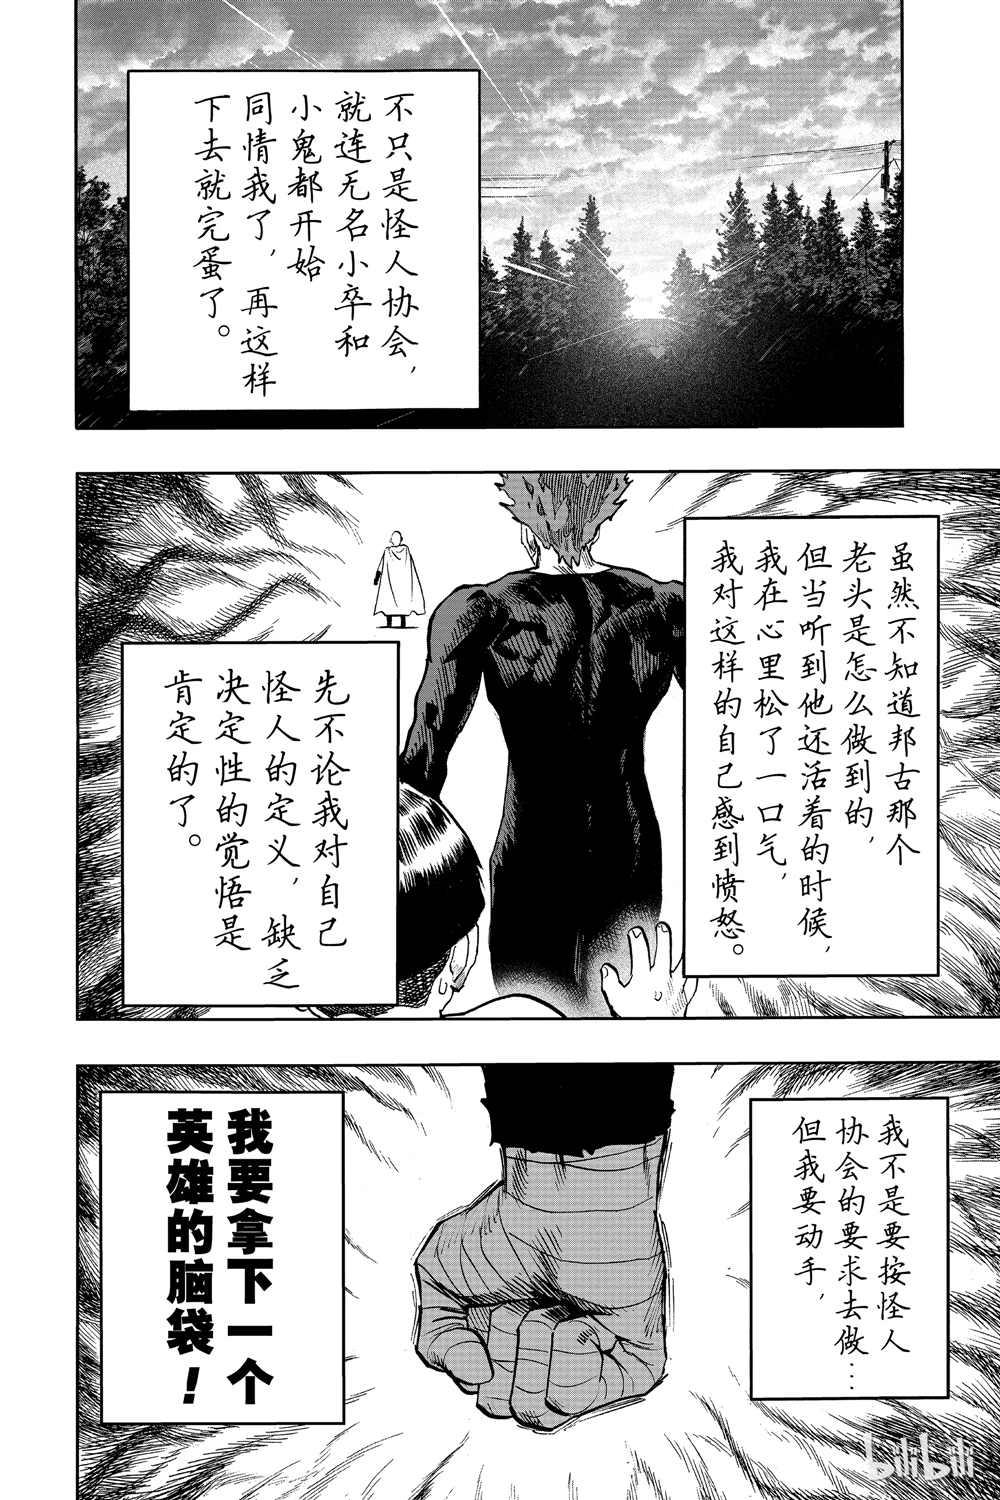 不只是怪人协会，
就连无名小卒和
小鬼都开始
同情我了，再这样
下去就完蛋了。
虽然不知道邦古那个
老头是怎么做到的，
但当听到他还活着的时候，
我在心里松了一口气，
我对这样的自己感到愤怒。
先不论我对自己
怪人的定义，缺乏
决定性的觉悟是
肯定的了。
我不是要按怪人
协会的要求去做…
但我要动手，
我要拿下一个
英雄的脑袋！
bilibili